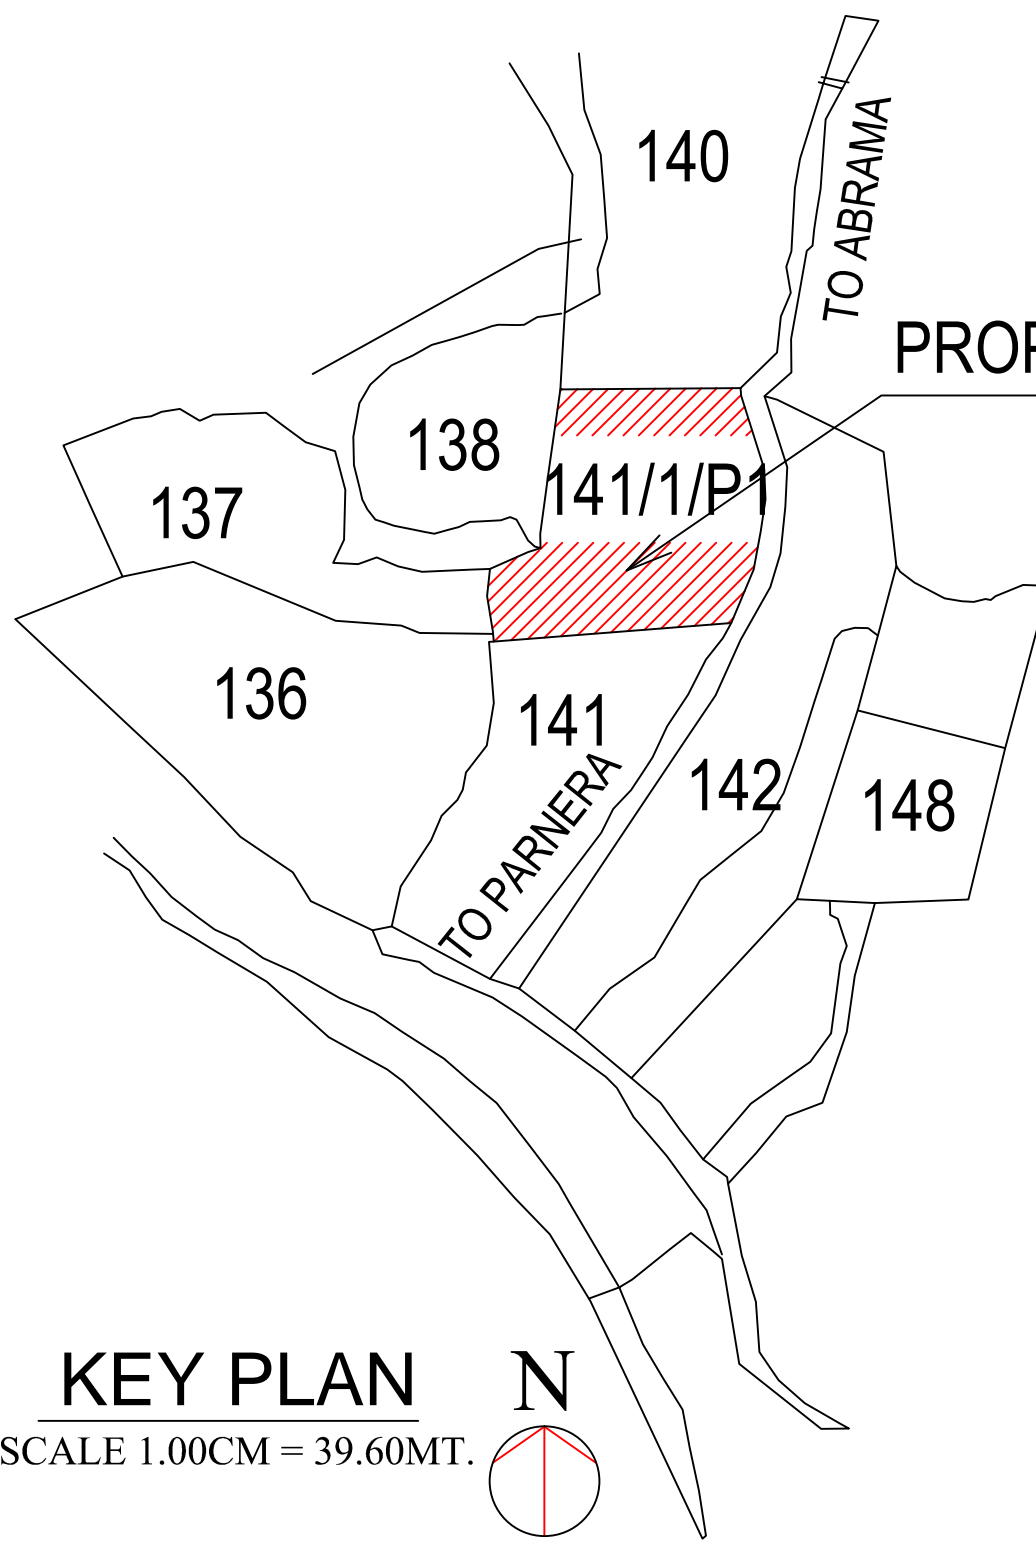 140
TO ABRAMA
138
141/1/P1
137
136
141
142
148
TO PARNERA
KEY PLAN
N
SCALE 1.00CM = 39.60MT.